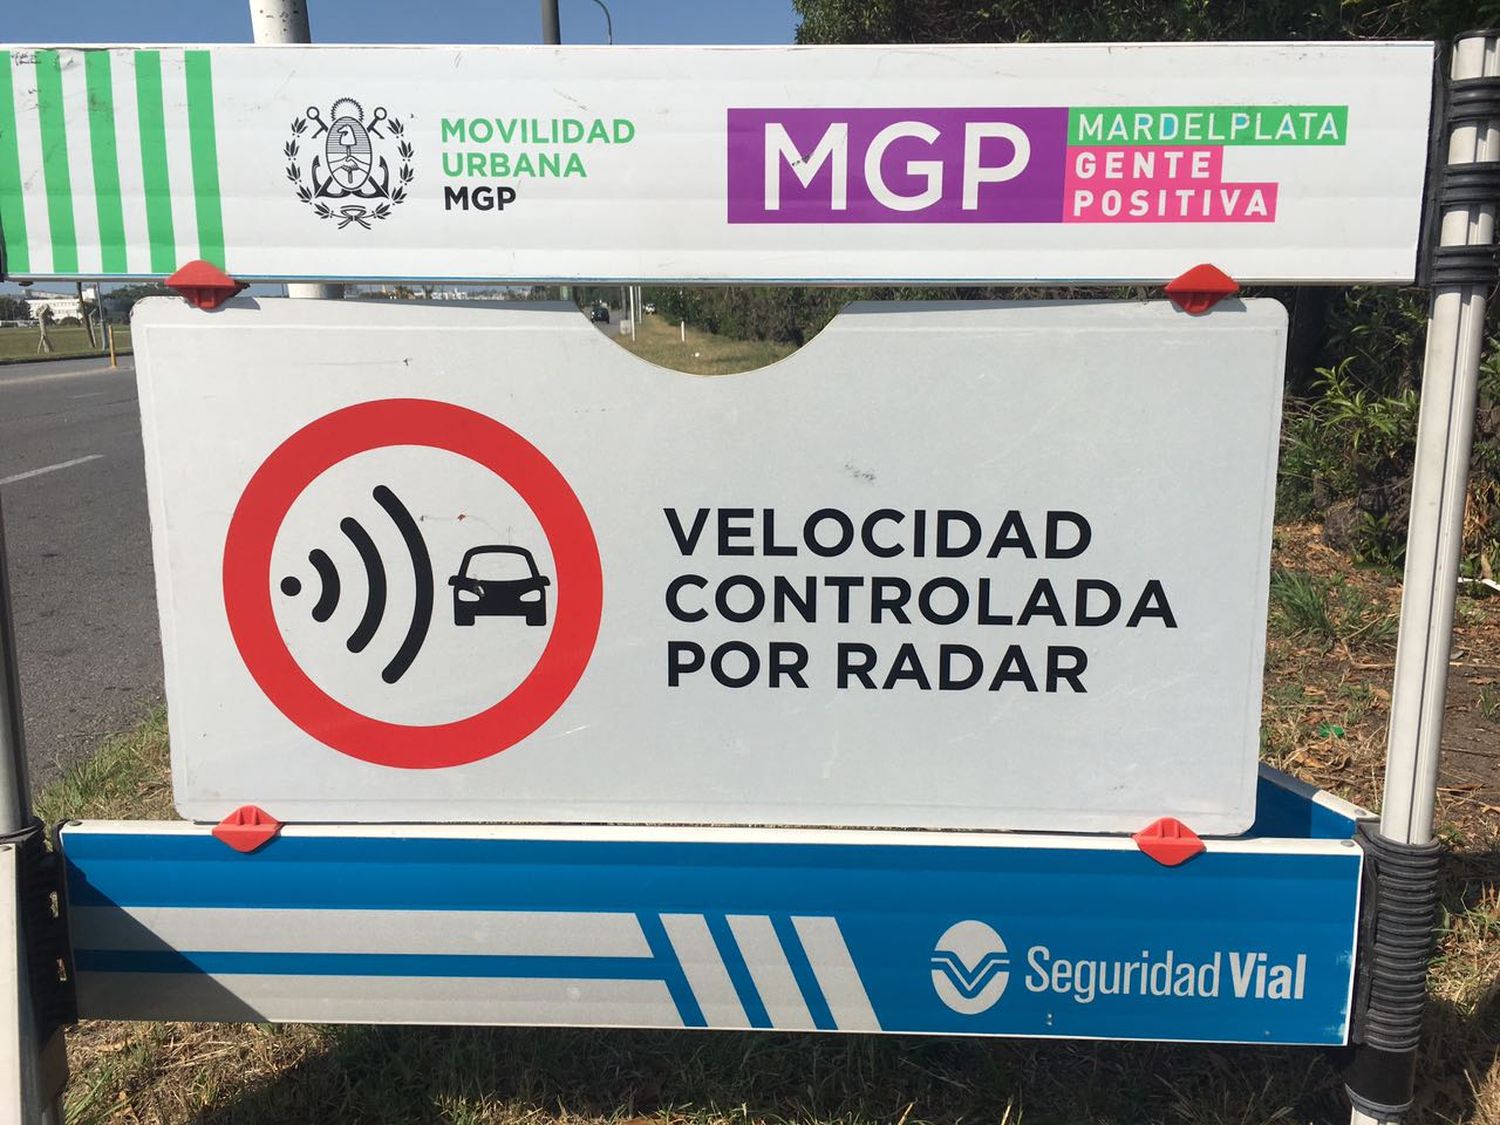 MOVILIDAD
URBANA
MGP
MGP
MARDELPLATA
GENTE
POSITIVA
VELOCIDAD
CONTROLADA
POR RADAR
Seguridad Vial